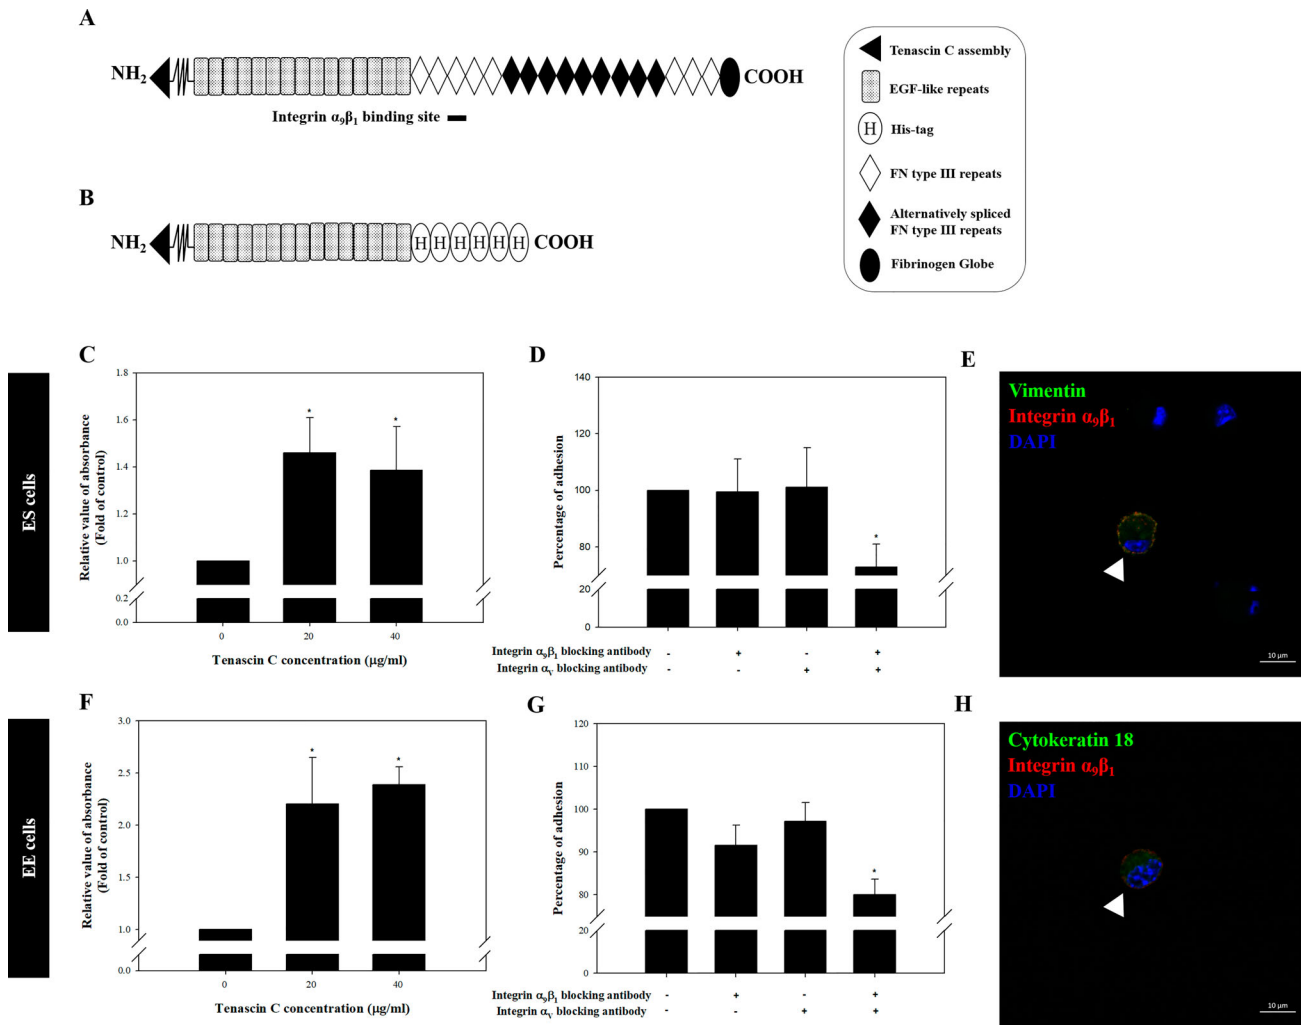 A
NH2
COOH
Integrin α9β1 binding site
B
NH2
H H H H H H
COOH
Tenascin C assembly
EGF-like repeats
H
His-tag
FN type III repeats
Alternatively spliced
FN type III repeats
Fibrinogen Globe
ES cells
C
Relative value of absorbance
(Fold of control)
1.8
1.6
1.4
1.2
1.0
0.2
0.0
* *
0 20 40
Tenascin C concentration (µg/ml)
D
Percentage of adhesion
140
120
100
80
20
0
*
Integrin α9β1 blocking antibody - + - +
Integrin αv blocking antibody - - + +
E
Vimentin
Integrin α9β1
DAPI
10 µm
EE cells
F
Relative value of absorbance
(Fold of control)
3.0
2.5
2.0
1.0
0.0
* *
0 20 40
Tenascin C concentration (µg/ml)
G
Percentage of adhesion
120
110
100
90
80
20
0
*
Integrin α9β1 blocking antibody - + - +
Integrin αv blocking antibody - - + +
H
Cytokeratin 18
Integrin α9β1
DAPI
10 µm